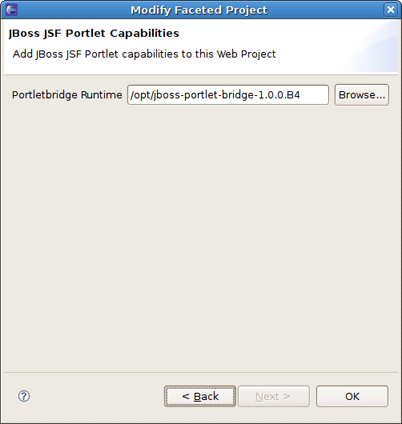 Modify Faceted Project
JBoss JSF Portlet Capabilities
Add JBoss JSF Portlet capabilities to this Web Project
Portletbridge Runtime /opt/jboss-portlet-bridge-1.0.0.B4 Browse...
? < Back Next > OK